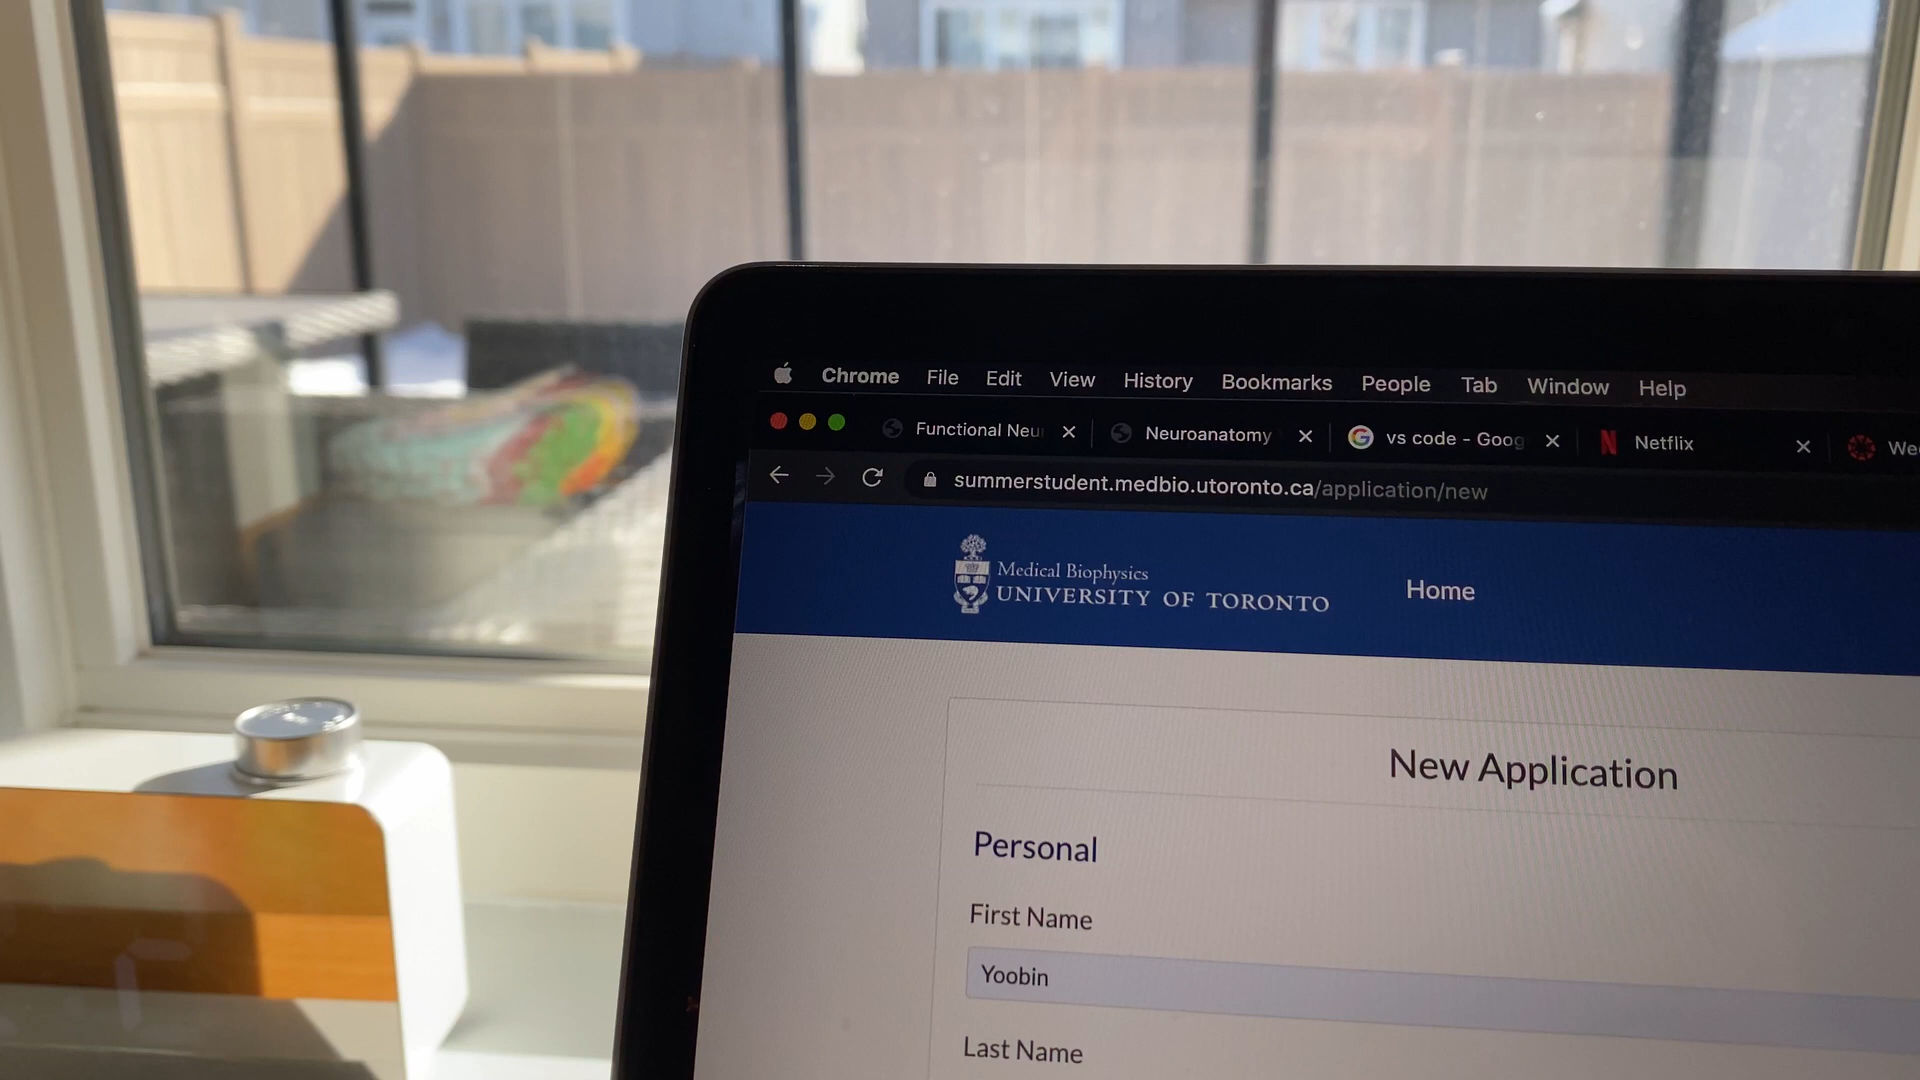 Chrome File Edit View History Bookmarks People Tab Window Help
Functional Neu Neuroanatomy vs code - Goog Netflix We
summerstudent.medbio.utoronto.ca/application/new
Medical Biophysics
UNIVERSITY OF TORONTO
Home
New Application
Personal
First Name
Yoobin
Last Name